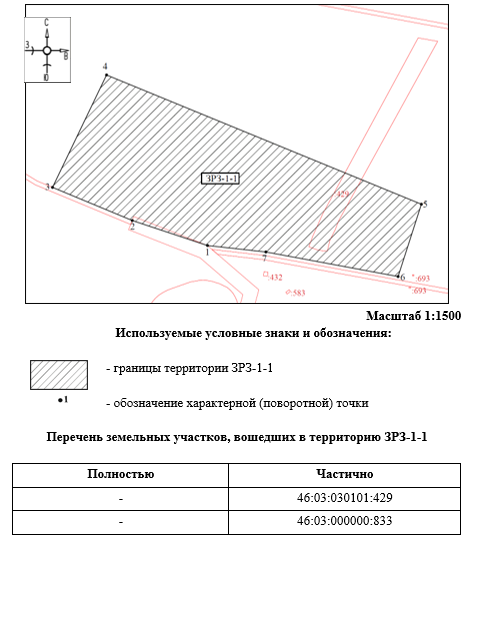 С
З
В
Ю
4
ЗРЗ-1-1
:429
3
5
2
1
7
6
:432
:693
:583
:693
Масштаб 1:1500
Используемые условные знаки и обозначения:
- границы территории ЗРЗ-1-1
1
- обозначение характерной (поворотной) точки
Перечень земельных участков, вошедших в территорию ЗРЗ-1-1
Полностью Частично
- 46:03:030101:429
- 46:03:000000:833